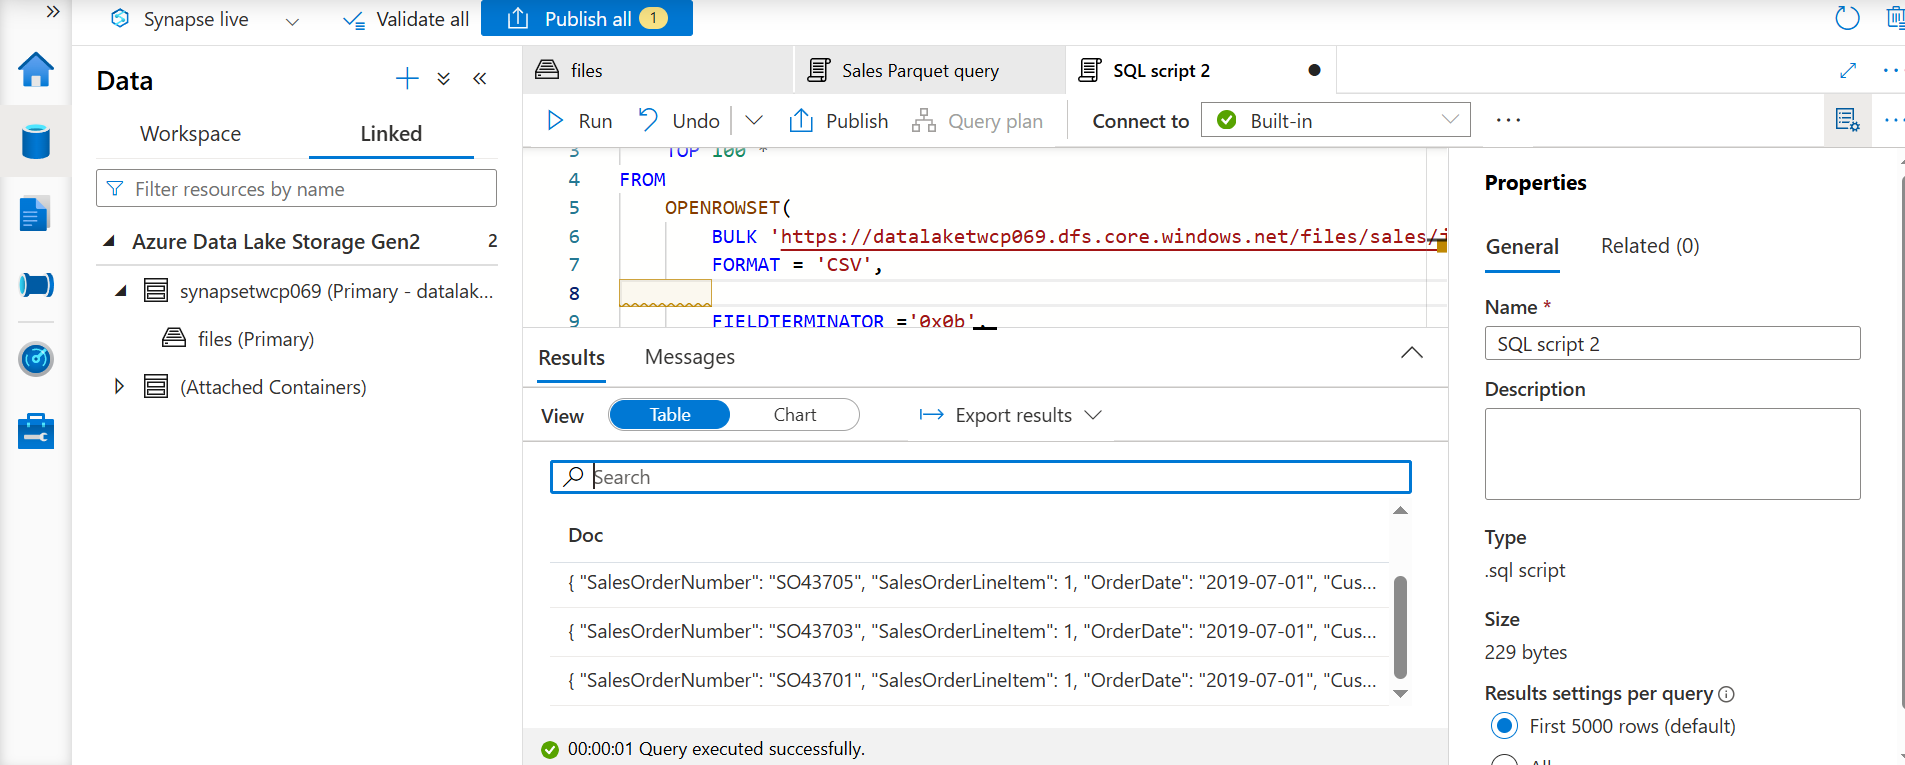 Synapse live
Validate all
Publish all 1
Data
Workspace
Linked
Filter resources by name
Azure Data Lake Storage Gen2 2
synapsetwcp069 (Primary - datalak...
files (Primary)
(Attached Containers)
files
Sales Parquet query
SQL script 2
Run
Undo
Publish
Query plan
Connect to
Built-in
3 TOP 100 *
4 FROM
5 OPENROWSET(
6 BULK 'https://datalaketwcp069.dfs.core.windows.net/files/sales/j
7 FORMAT = 'CSV',
8
9 FIELDTERMINATOR ='0x0b',
Results
Messages
View
Table
Chart
Export results
Search
Doc
{ "SalesOrderNumber": "SO43705", "SalesOrderLineItem": 1, "OrderDate": "2019-07-01", "Cus...
{ "SalesOrderNumber": "SO43703", "SalesOrderLineItem": 1, "OrderDate": "2019-07-01", "Cus...
{ "SalesOrderNumber": "SO43701", "SalesOrderLineItem": 1, "OrderDate": "2019-07-01", "Cus...
00:00:01 Query executed successfully.
Properties
General
Related (0)
Name *
SQL script 2
Description
Type
.sql script
Size
229 bytes
Results settings per query
First 5000 rows (default)
All